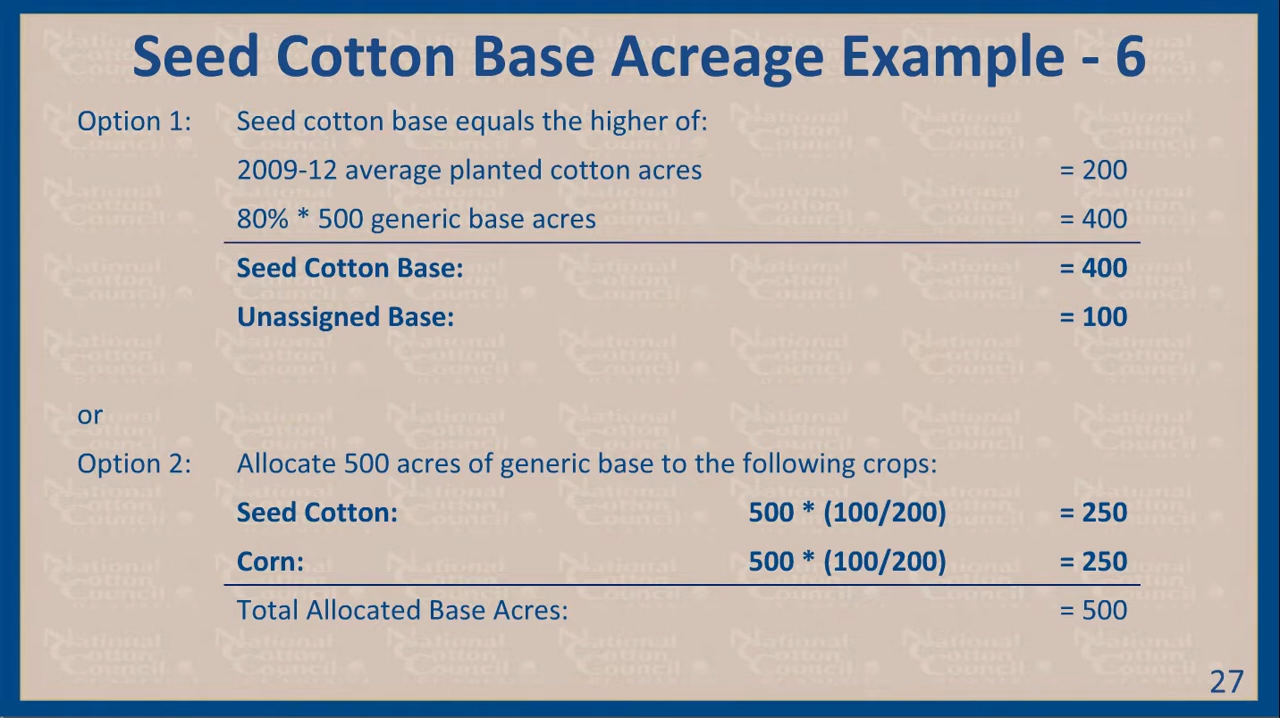 Seed Cotton Base Acreage Example - 6
Option 1: Seed cotton base equals the higher of:
2009-12 average planted cotton acres = 200
80% * 500 generic base acres = 400
Seed Cotton Base: = 400
Unassigned Base: = 100
or
Option 2: Allocate 500 acres of generic base to the following crops:
Seed Cotton: 500 * (100/200) = 250
Corn: 500 * (100/200) = 250
Total Allocated Base Acres: = 500
27